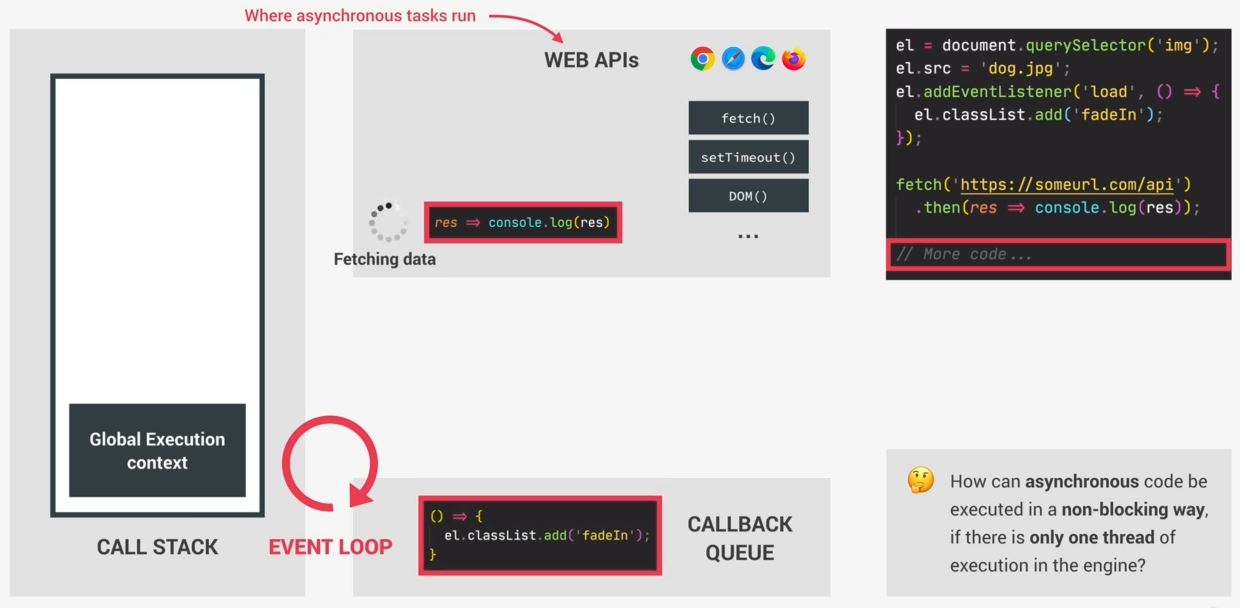 Where asynchronous tasks run
WEB APIs
fetch()
setTimeout()
DOM()
...
res => console.log(res)
Fetching data
Global Execution
context
CALL STACK
EVENT LOOP
() => {
el.classList.add('fadeIn');
}
CALLBACK
QUEUE
el = document.querySelector('img');
el.src = 'dog.jpg';
el.addEventListener('load', () => {
el.classList.add('fadeIn');
});
fetch('https://someurl.com/api')
.then(res => console.log(res));
// More code...
How can asynchronous code be
executed in a non-blocking way,
if there is only one thread of
execution in the engine?